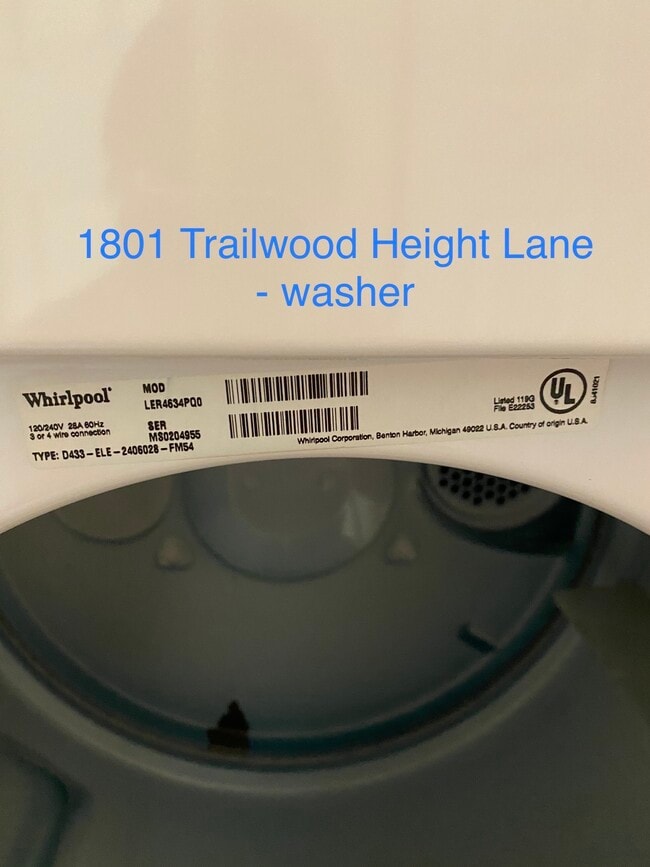 1801 Trailwood Height Lane
- washer
Whirlpool
MOD
LER4634PQ0
120/240V 28A 60Hz
3 or 4 wire connection
SER
MS0204955
TYPE: D433-ELE-2406028-FM54
Listed 119G
File E22253
UL
Whirlpool Corporation, Benton Harbor, Michigan 49022 U.S.A. Country of origin U.S.A.